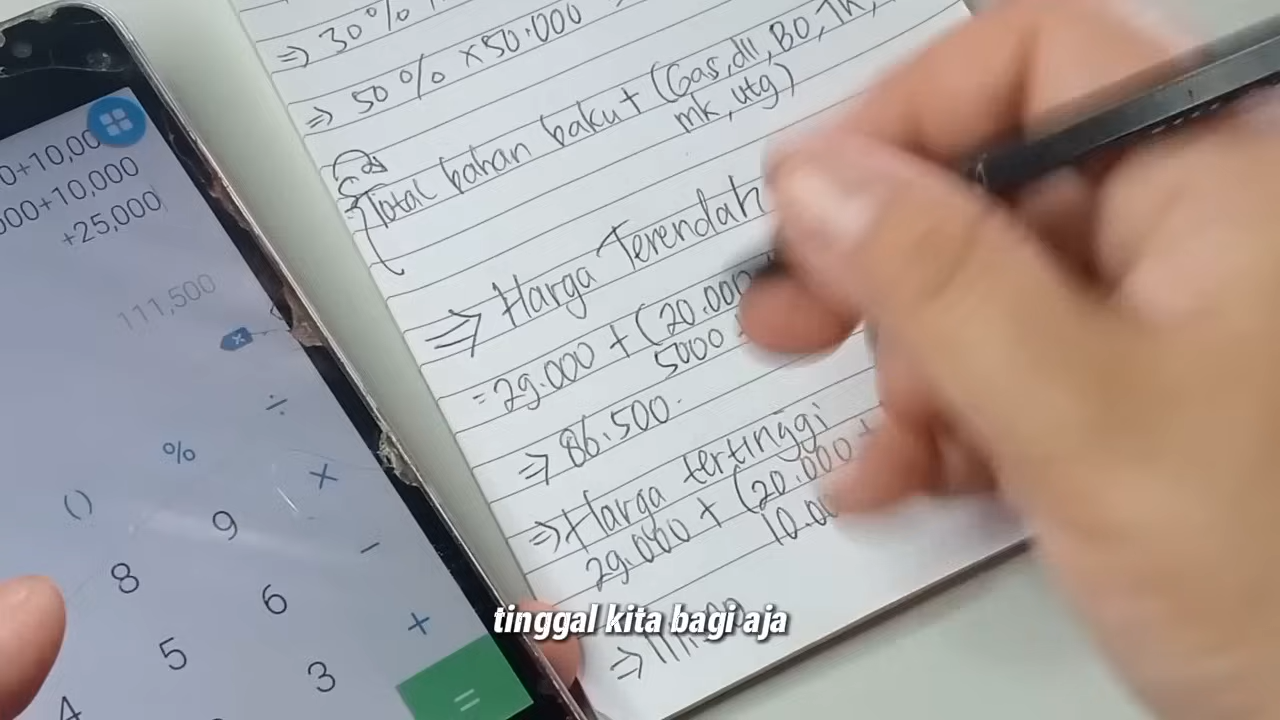 0+10,00
000+10,000
+25,000
111,500
÷
%
×
()
9
−
8
6
+
5
3
=
4
⇒ 30%
⇒ 50% × 50.000
Total bahan baku + (Gas, dll, BO, TK,
mk, utg)
⇒ Harga Terendah
= 29.000 + (20.000
5000
⇒ 86.500.
⇒ Harga tertinggi
29.000 + (20.000 +
10.00
⇒
tinggal kita bagi aja